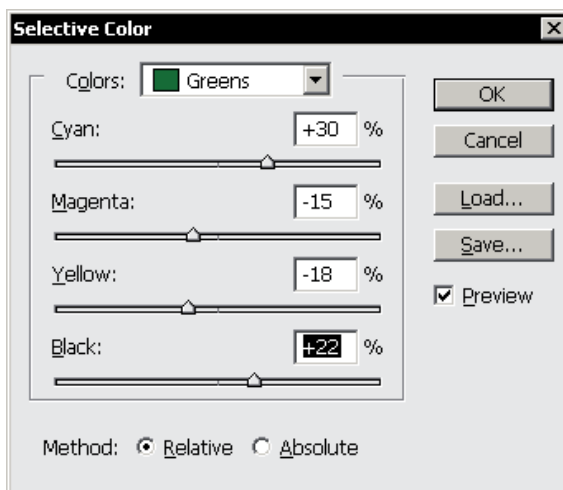 Selective Color
Colors: Greens
OK
Cyan: +30 %
Cancel
Magenta: -15 %
Load...
Save...
Yellow: -18 %
Preview
Black: +22 %
Method: Relative Absolute